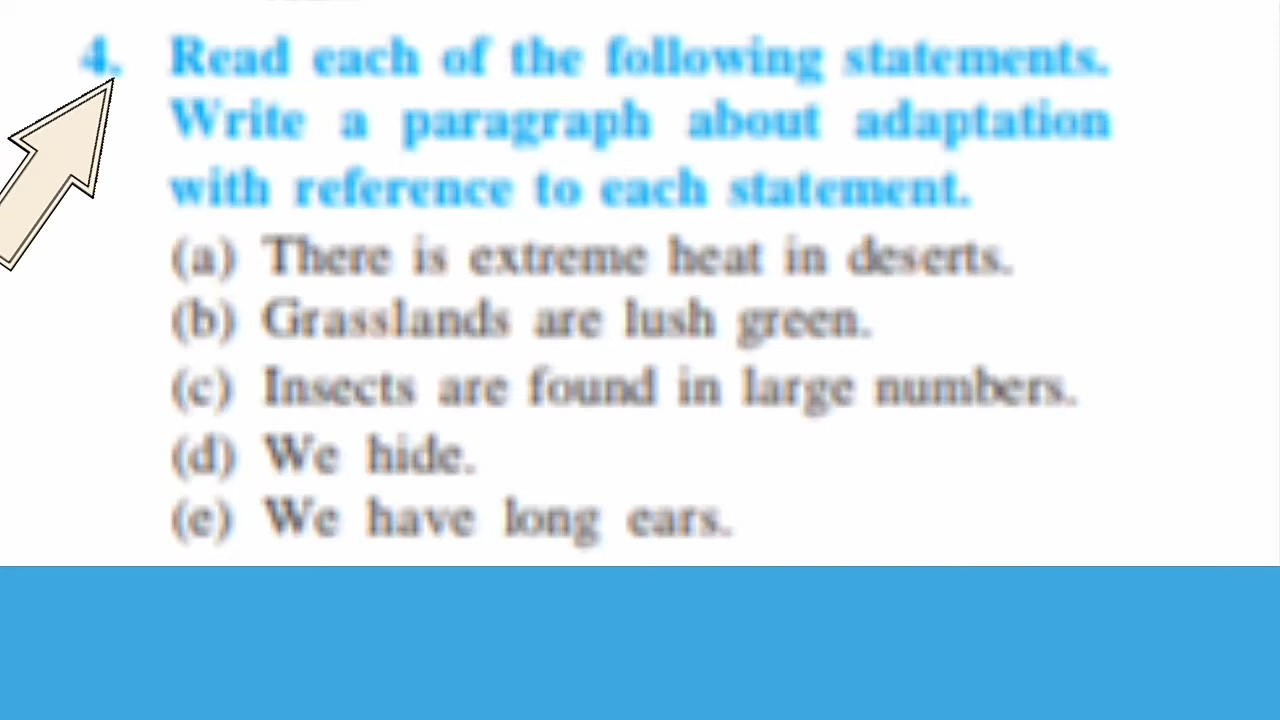 4. Read each of the following statements.
Write a paragraph about adaptation
with reference to each statement.
(a) There is extreme heat in deserts.
(b) Grasslands are lush green.
(c) Insects are found in large numbers.
(d) We hide.
(e) We have long ears.